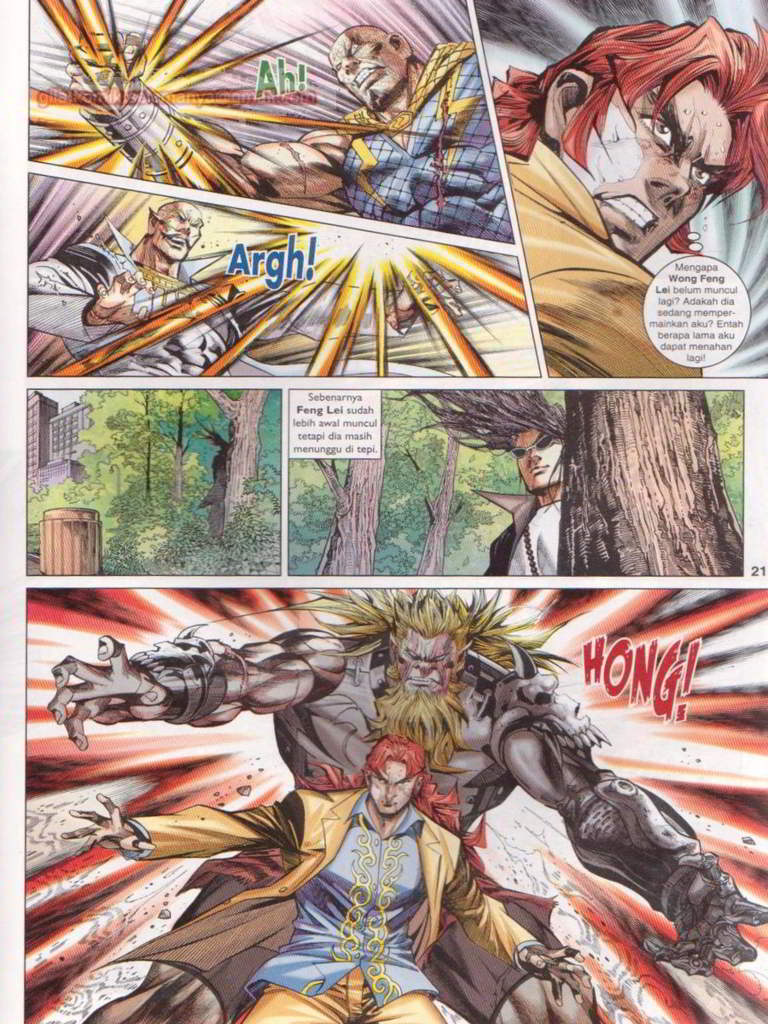 Ah!
Argh!
Mengapa
Wong Feng
Lei belum muncul
lagi? Adakah dia
sedang memper-
mainkan aku? Entah
berapa lama aku
dapat menahan
lagi!
Sebenarnya
Feng Lei sudah
lebih awal muncul
tetapi dia masih
menunggu di tepi.
21
HONG!